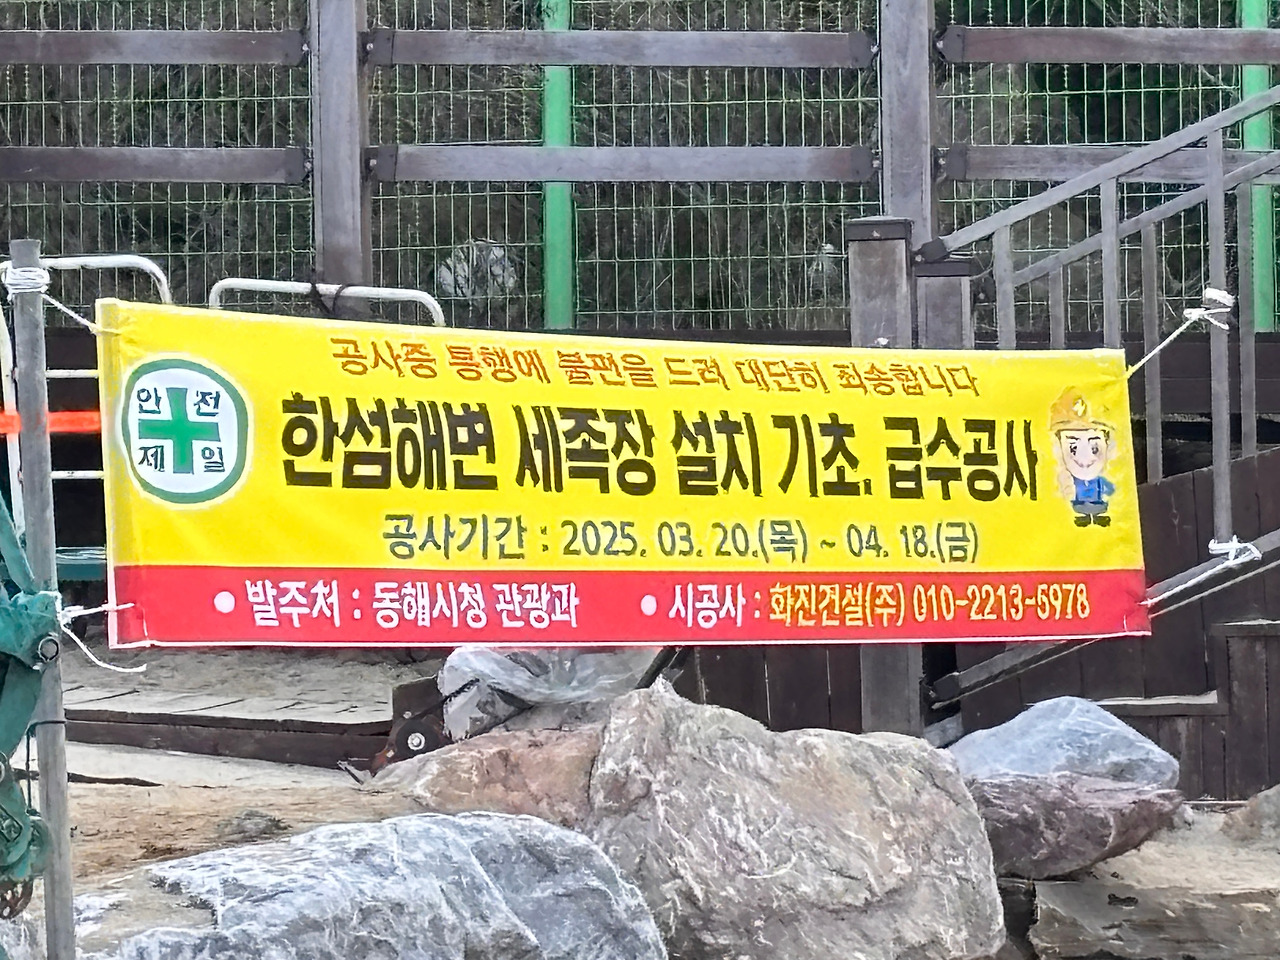 공사중 통행에 불편을 드려 대단히 죄송합니다
안전
제일
한섬해변 세족장 설치 기초. 급수공사
공사기간 : 2025. 03. 20.(목) ~ 04. 18.(금)
● 발주처 : 동해시청 관광과 ● 시공사 : 화진건설(주) 010-2213-5978